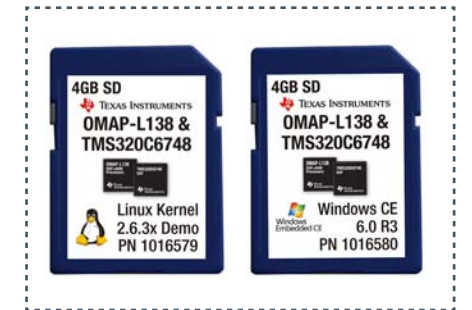 4GB SD
TEXAS INSTRUMENTS
OMAP-L138 &
TMS320C6748
Linux Kernel
2.6.3x Demo
PN 1016579
4GB SD
TEXAS INSTRUMENTS
OMAP-L138 &
TMS320C6748
Windows
Embedded CE
Windows CE
6.0 R3
PN 1016580